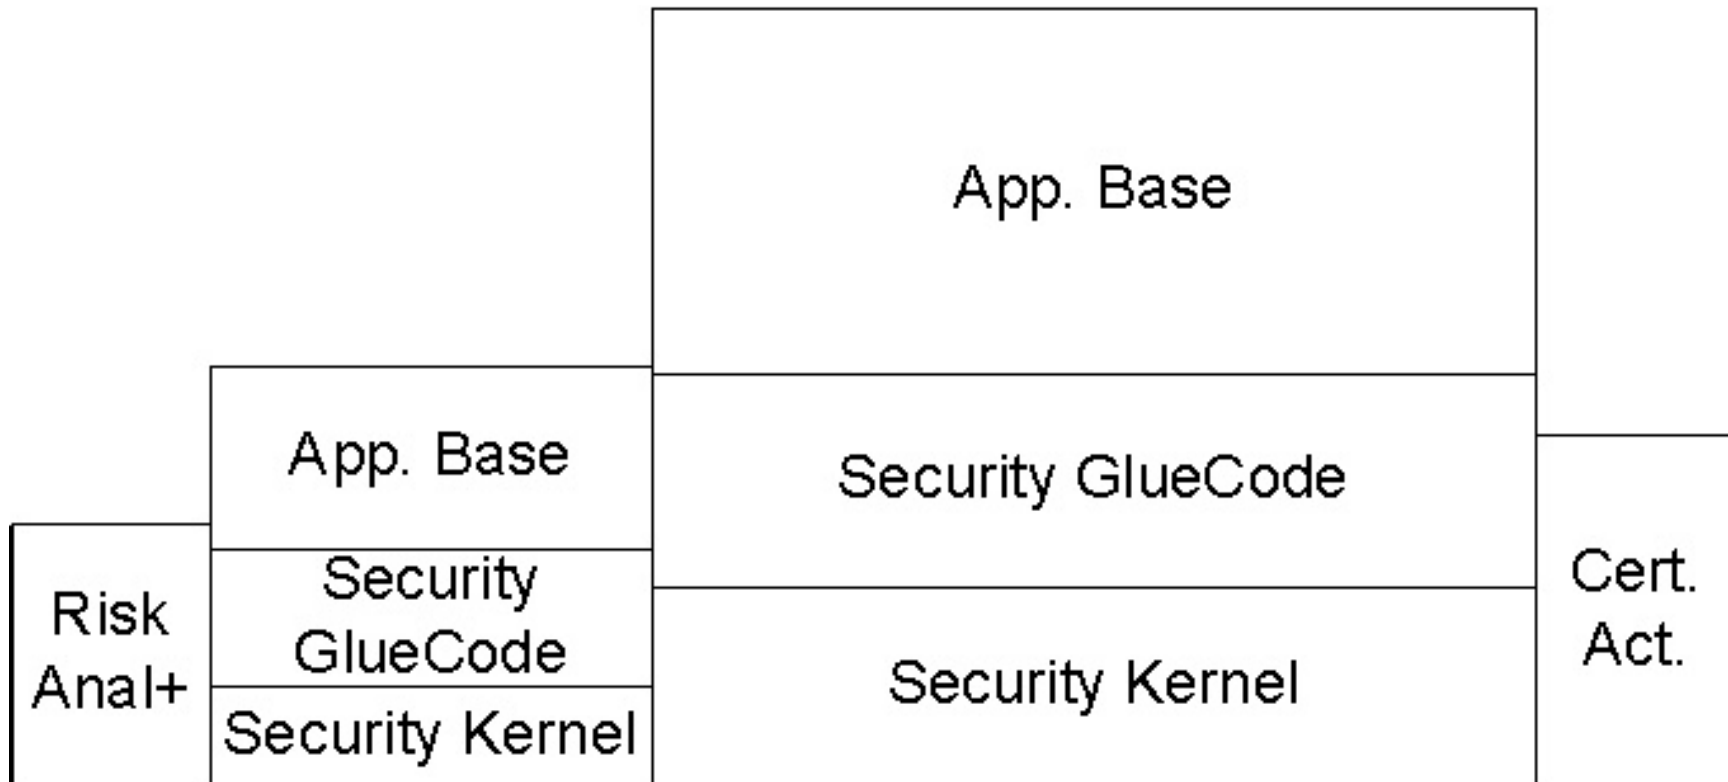 App. Base
App. Base
Security GlueCode
Security
GlueCode
Risk
Anal+
Security Kernel
Security Kernel
Cert.
Act.